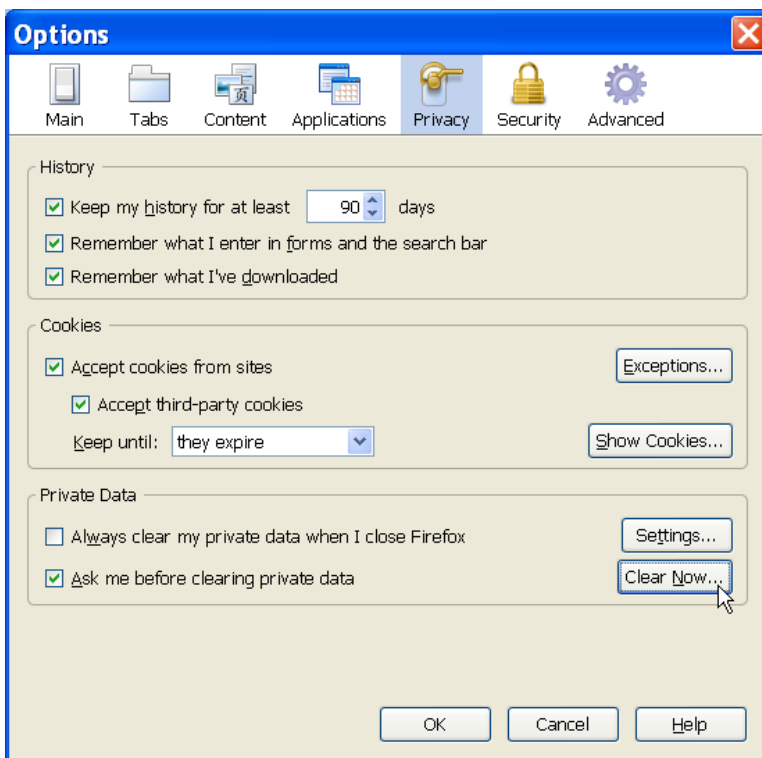 Options
Main Tabs Content Applications Privacy Security Advanced
History
Keep my history for at least 90 days
Remember what I enter in forms and the search bar
Remember what I've downloaded
Cookies
Accept cookies from sites Exceptions...
Accept third-party cookies
Keep until: they expire Show Cookies...
Private Data
Always clear my private data when I close Firefox Settings...
Ask me before clearing private data Clear Now...
OK Cancel Help